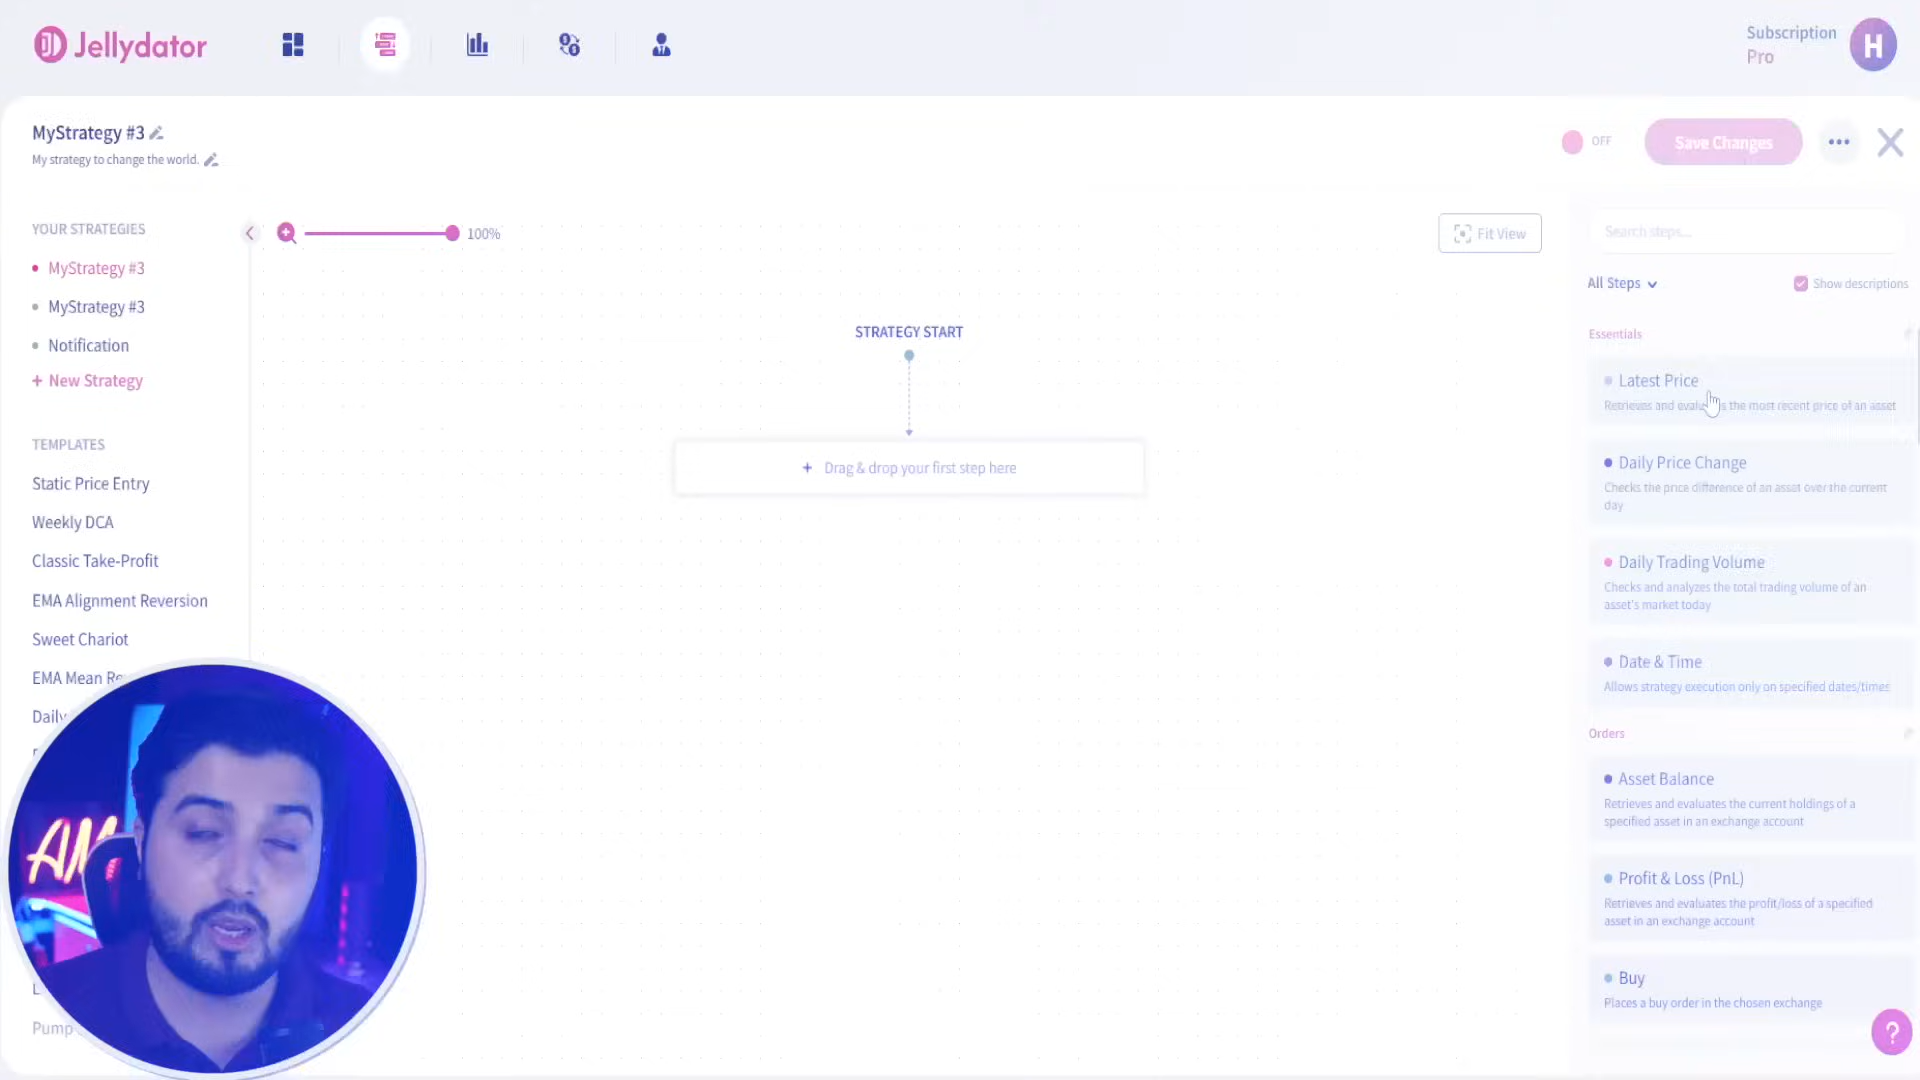 Jellydator
Subscription
Pro
H
MyStrategy #3
My strategy to change the world.
OFF
Save Changes
YOUR STRATEGIES
MyStrategy #3
MyStrategy #3
Notification
+ New Strategy
TEMPLATES
Static Price Entry
Weekly DCA
Classic Take-Profit
EMA Alignment Reversion
Sweet Chariot
EMA Mean
Daily
Pump
100%
Fit View
STRATEGY START
+ Drag & drop your first step here
Search steps...
All Steps
Show descriptions
Essentials
Latest Price
Retrieves and evaluates the most recent price of an asset
Daily Price Change
Checks the price difference of an asset over the current
day
Daily Trading Volume
Checks and analyzes the total trading volume of an
asset's market today
Date & Time
Allows strategy execution only on specified dates/times
Orders
Asset Balance
Retrieves and evaluates the current holdings of a
specified asset in an exchange account
Profit & Loss (PnL)
Retrieves and evaluates the profit/loss of a specified
asset in an exchange account
Buy
Places a buy order in the chosen exchange
?